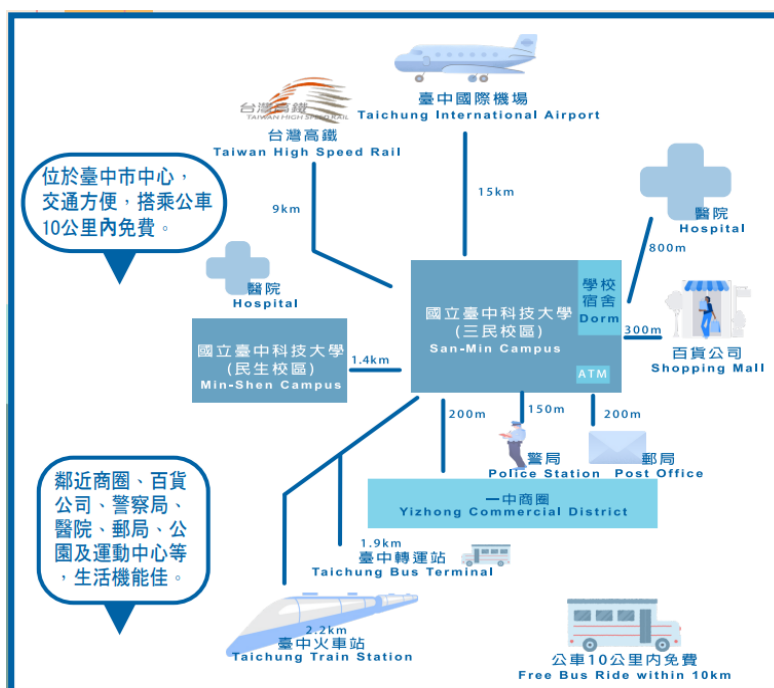 臺中國際機場
Taichung International Airport
台灣高鐵
TAIWAN HIGH SPEED RAIL
台灣高鐵
Taiwan High Speed Rail
位於臺中市中心，
交通方便，搭乘公車
10公里內免費。
9km
15km
醫院
Hospital
800m
醫院
Hospital
國立臺中科技大學
(三民校區)
San-Min Campus
學校
宿舍
Dorm
ATM
300m
百貨公司
Shopping Mall
國立臺中科技大學
(民生校區)
Min-Shen Campus
1.4km
200m
150m
200m
警局
Police Station
郵局
Post Office
一中商圈
Yizhong Commercial District
鄰近商圈、百貨
公司、警察局、
醫院、郵局、公
園及運動中心等
，生活機能佳。
1.9km
臺中轉運站
Taichung Bus Terminal
2.2km
臺中火車站
Taichung Train Station
公車10公里內免費
Free Bus Ride within 10km